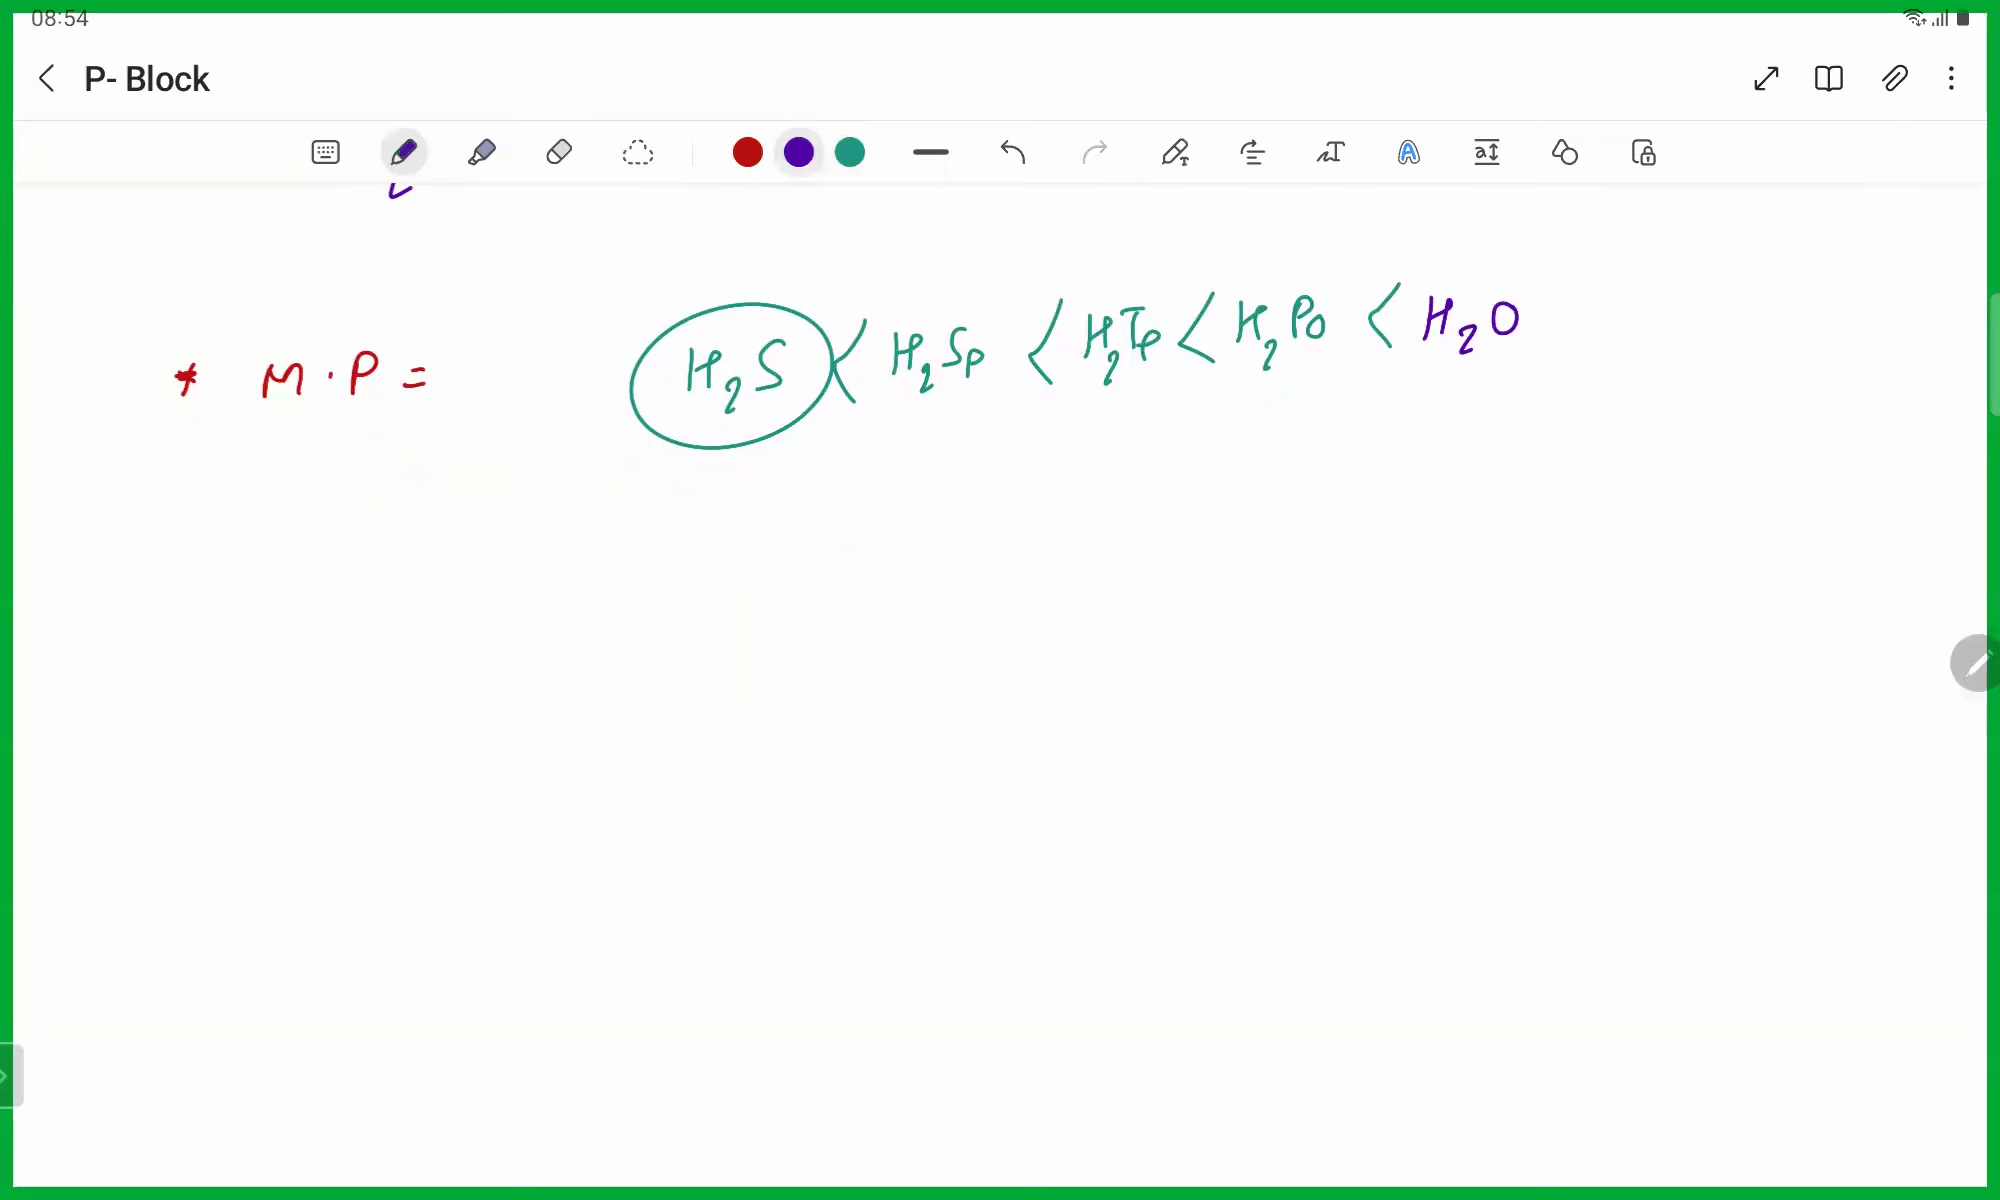 08:54
P- Block
* M.P = H₂S < H₂Se < H₂Te < H₂Po < H₂O